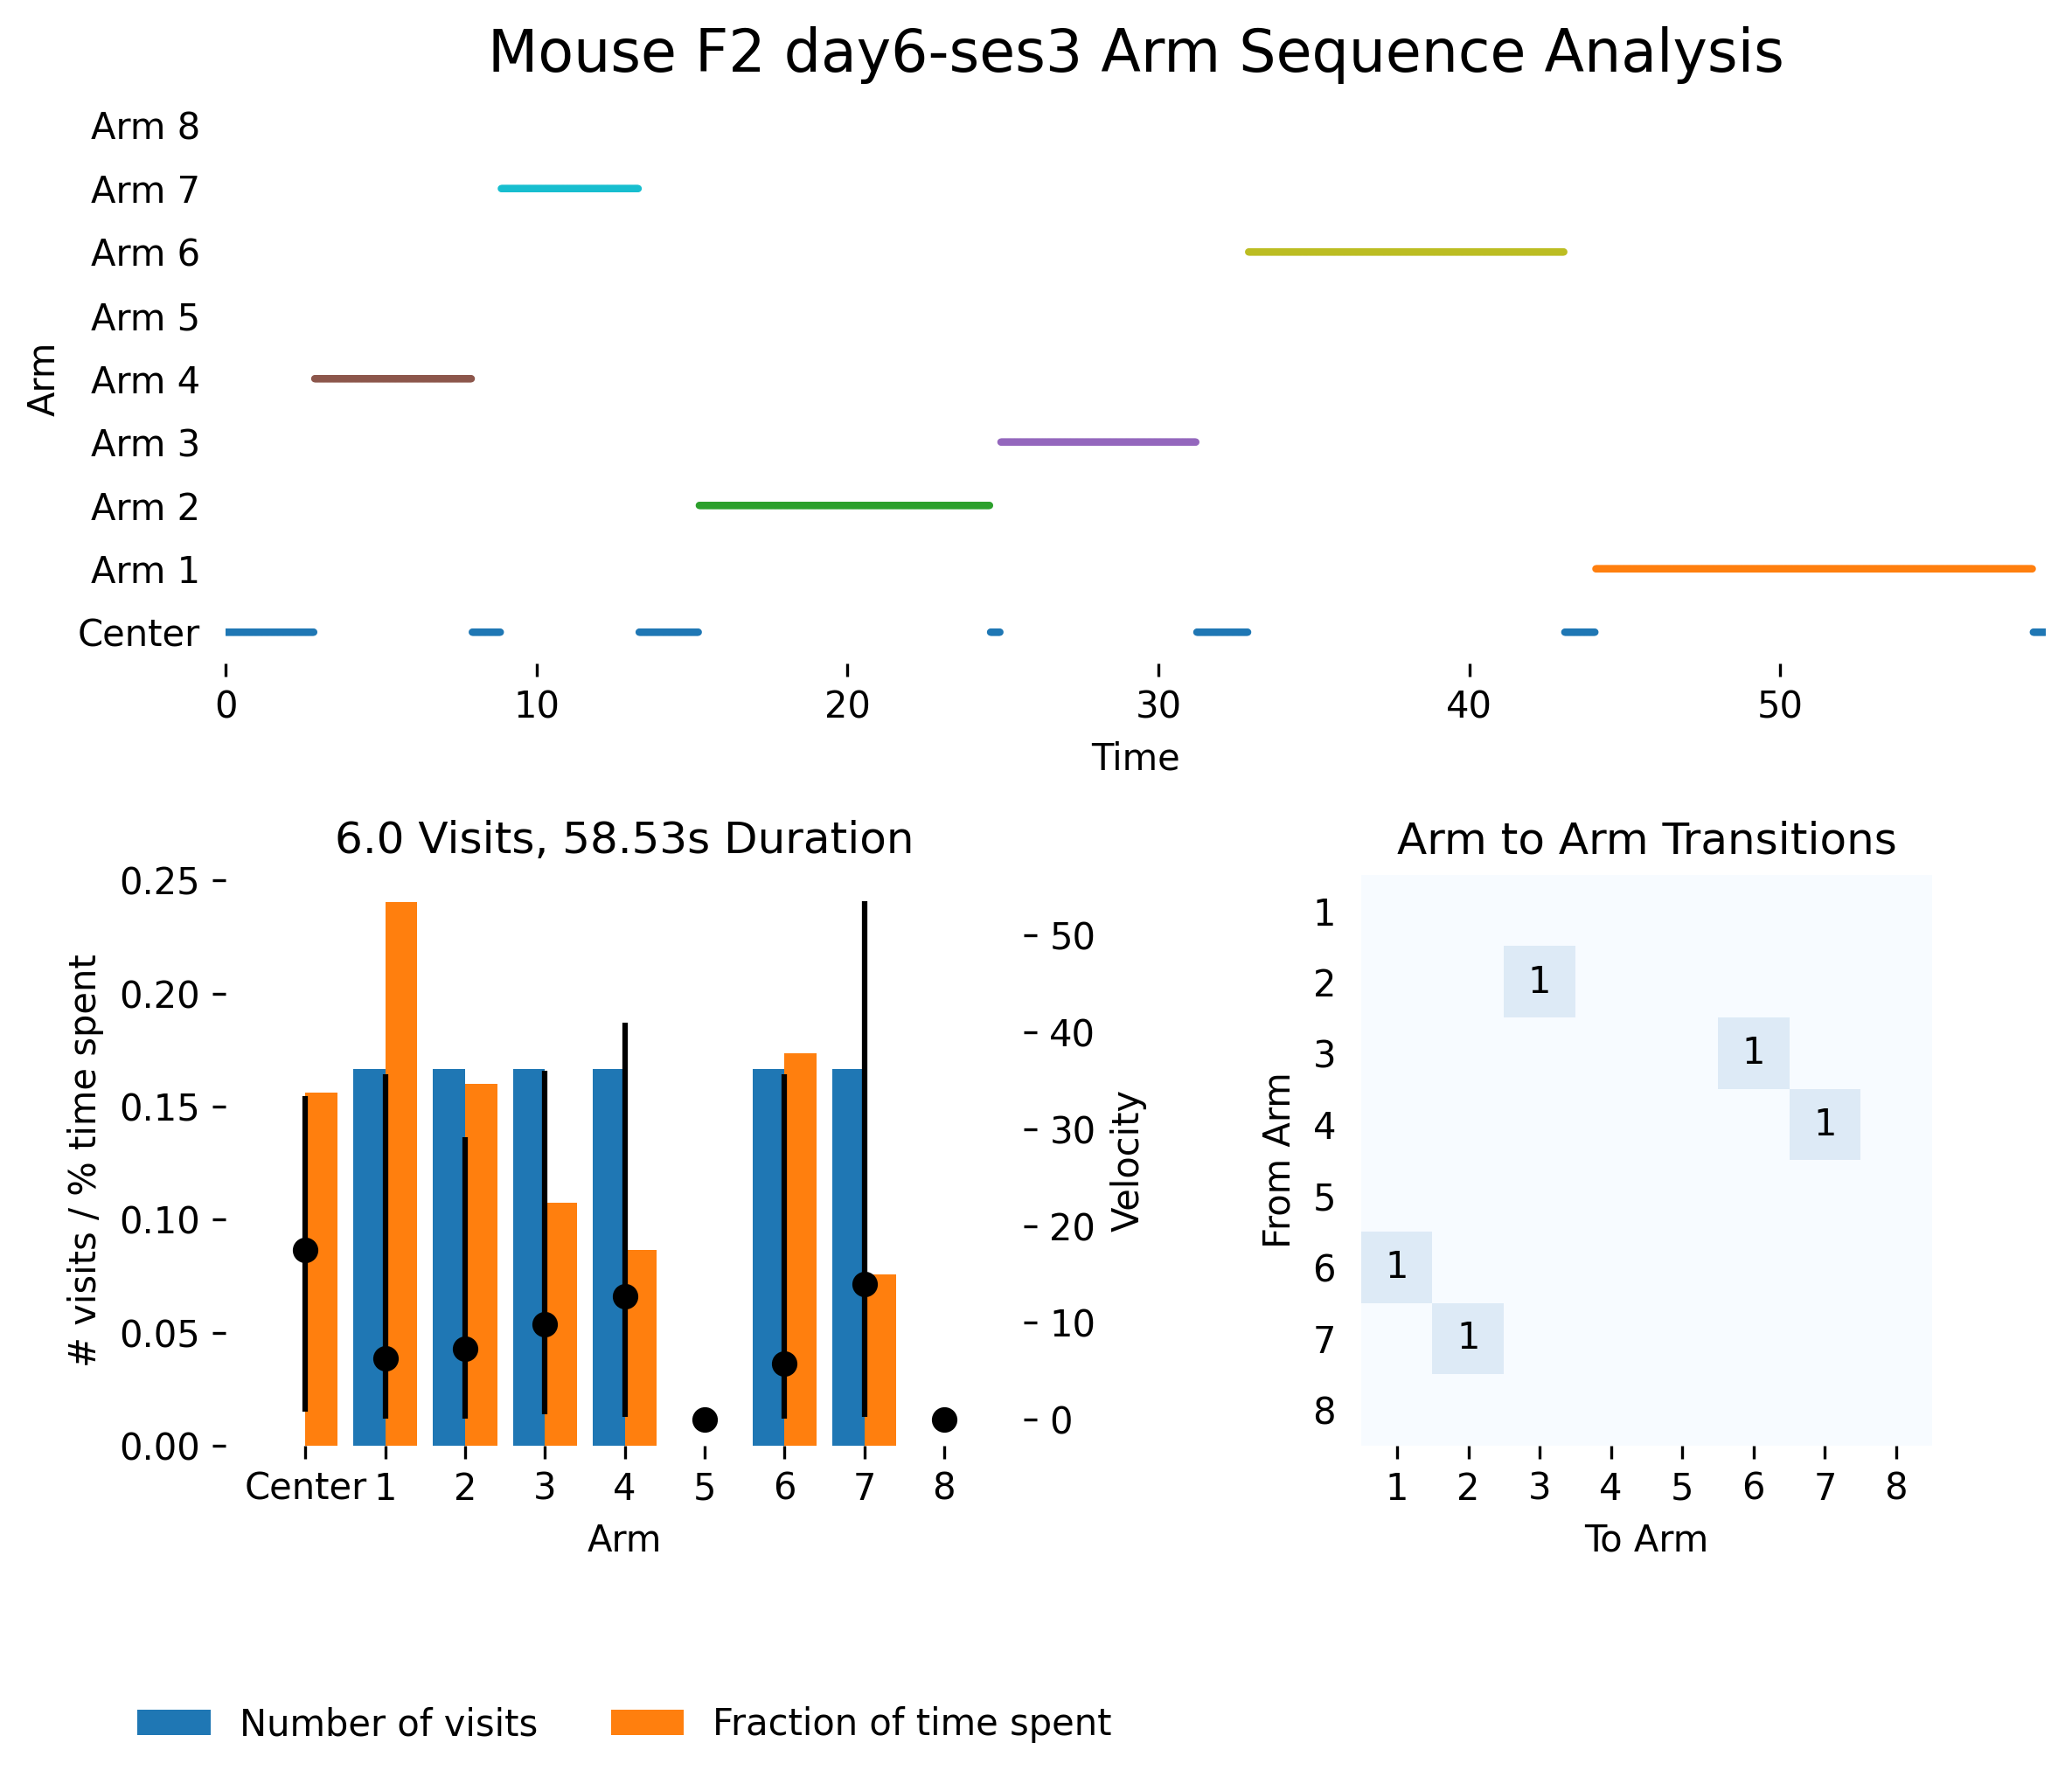 Mouse F2 day6-ses3 Arm Sequence Analysis
Arm 8
Arm 7
Arm 6
Arm 5
Arm 4
Arm 3
Arm 2
Arm 1
Center
Arm
0 10 20 30 40 50
Time
6.0 Visits, 58.53s Duration
0.25
0.20
0.15
0.10
0.05
0.00
# visits / % time spent
50
40
30
20
10
0
Velocity
Center 1 2 3 4 5 6 7 8
Arm
Arm to Arm Transitions
1
2 1
3 1
4 1
5
6 1
7 1
8
From Arm
1 2 3 4 5 6 7 8
To Arm
Number of visits Fraction of time spent